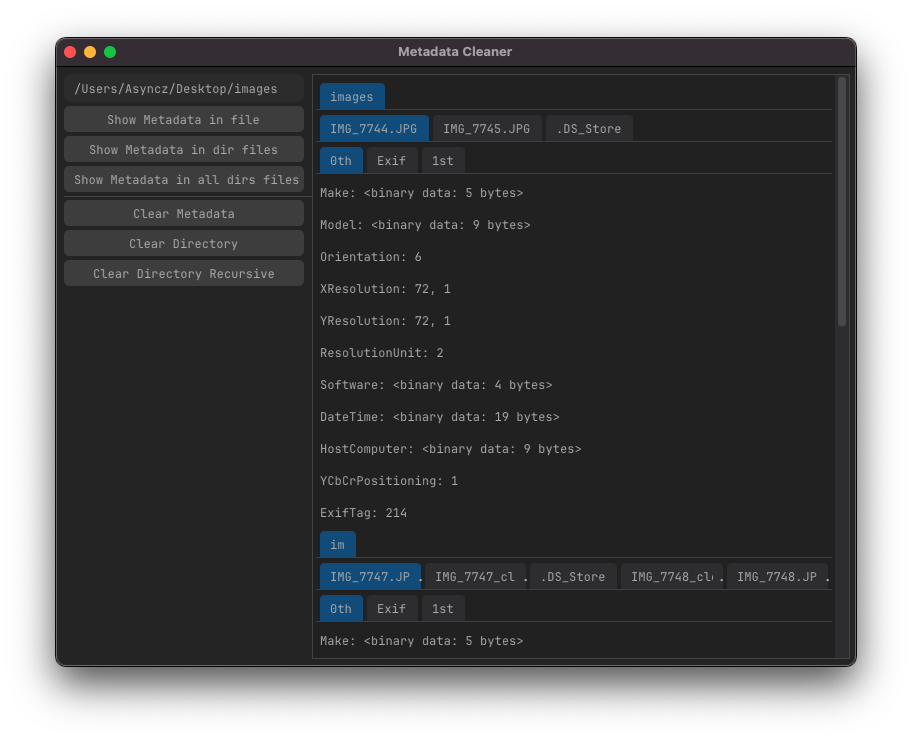 Metadata Cleaner
/Users/Asyncz/Desktop/images
Show Metadata in file
Show Metadata in dir files
Show Metadata in all dirs files
Clear Metadata
Clear Directory
Clear Directory Recursive
images
IMG_7744.JPG IMG_7745.JPG .DS_Store
0th Exif 1st
Make: <binary data: 5 bytes>
Model: <binary data: 9 bytes>
Orientation: 6
XResolution: 72, 1
YResolution: 72, 1
ResolutionUnit: 2
Software: <binary data: 4 bytes>
DateTime: <binary data: 19 bytes>
HostComputer: <binary data: 9 bytes>
YCbCrPositioning: 1
ExifTag: 214
im
IMG_7747.JP . IMG_7747_cl . .DS_Store IMG_7748_cl . IMG_7748.JP .
0th Exif 1st
Make: <binary data: 5 bytes>